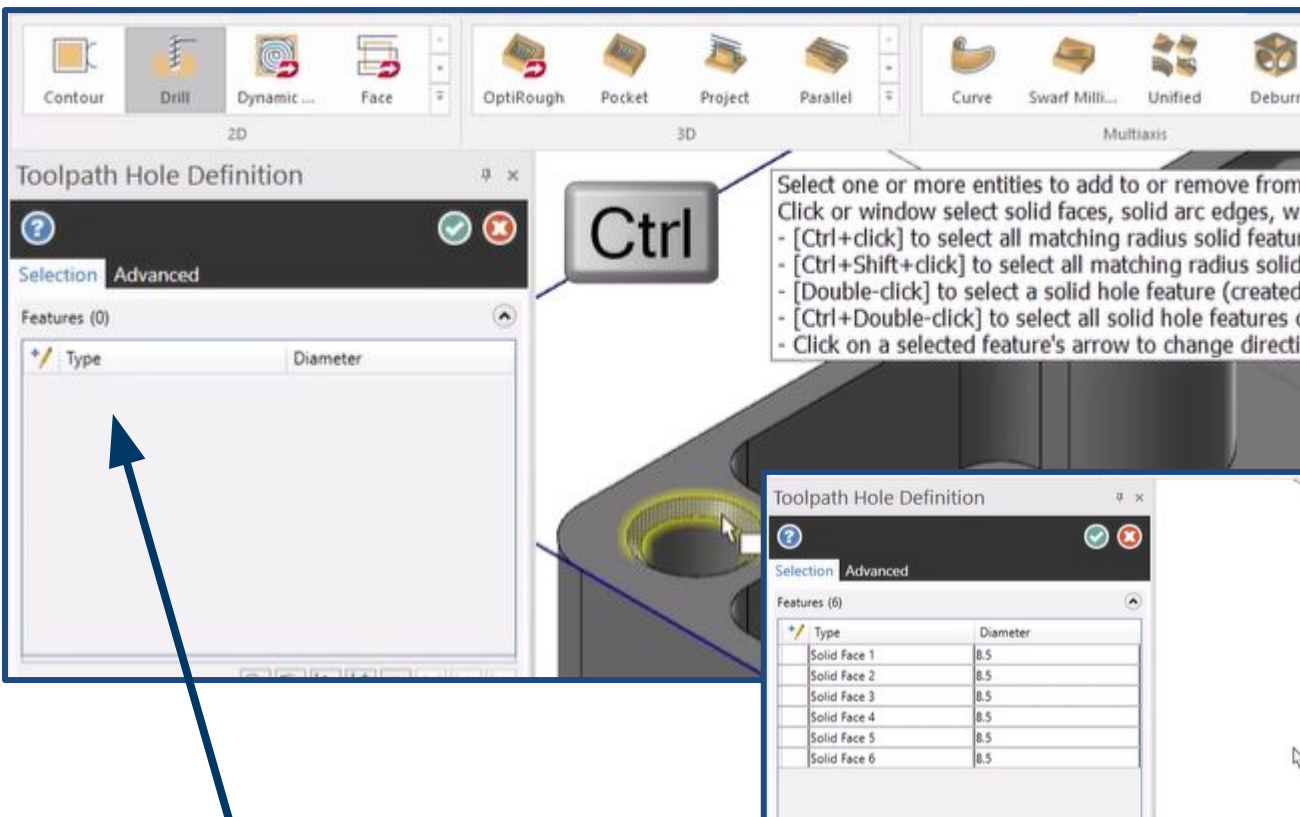 Contour Drill Dynamic ... Face OptiRough Pocket Project Parallel Curve Swarf Milli... Unified Deburr
2D 3D Multiaxis
Toolpath Hole Definition
Selection Advanced
Features (0)
Type Diameter
Ctrl
Select one or more entities to add to or remove from
Click or window select solid faces, solid arc edges, w
- [Ctrl+click] to select all matching radius solid featur
- [Ctrl+Shift+click] to select all matching radius solid
- [Double-click] to select a solid hole feature (created
- [Ctrl+Double-click] to select all solid hole features
- Click on a selected feature's arrow to change directi
Toolpath Hole Definition
Selection Advanced
Features (6)
Type Diameter
Solid Face 1 8.5
Solid Face 2 8.5
Solid Face 3 8.5
Solid Face 4 8.5
Solid Face 5 8.5
Solid Face 6 8.5